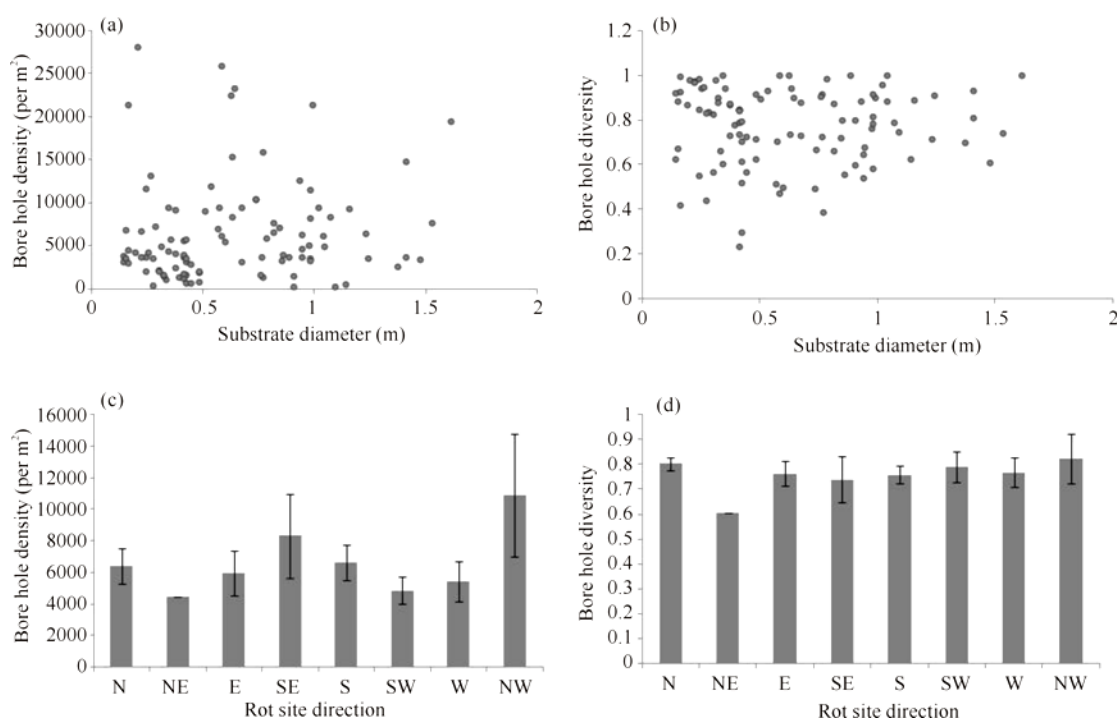 (a)
Bore hole density (per m²)
30000
25000
20000
15000
10000
5000
0
0 0.5 1 1.5 2
Substrate diameter (m)
(b)
Bore hole diversity
1.2
1
0.8
0.6
0.4
0.2
0
0 0.5 1 1.5 2
Substrate diameter (m)
(c)
Bore hole density (per m²)
16000
14000
12000
10000
8000
6000
4000
2000
0
N NE E SE S SW W NW
Rot site direction
(d)
Bore hole diversity
1
0.9
0.8
0.7
0.6
0.5
0.4
0.3
0.2
0.1
0
N NE E SE S SW W NW
Rot site direction